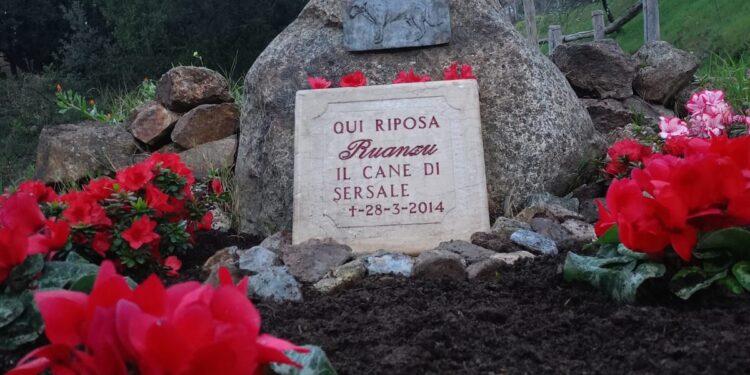 QUI RIPOSA
Ruanzu
IL CANE DI
SERSALE
†-28-3-2014